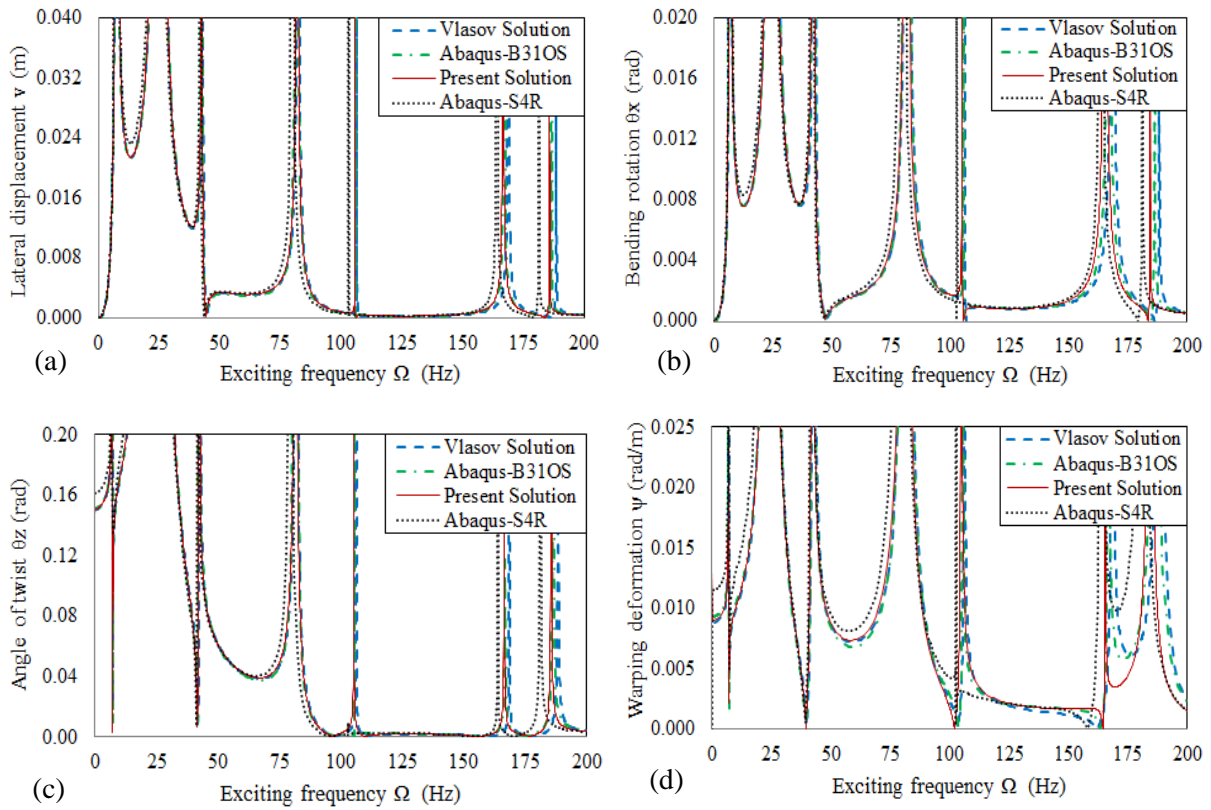 0.040
0.032
0.024
0.016
0.008
0.000
Lateral displacement v (m)
Vlasov Solution
Abaqus-B31OS
Present Solution
Abaqus-S4R
0 25 50 75 100 125 150 175 200
Exciting frequency Ω (Hz)
(a)
0.020
0.016
0.012
0.008
0.004
0.000
Bending rotation θx (rad)
Vlasov Solution
Abaqus-B31OS
Present Solution
Abaqus-S4R
0 25 50 75 100 125 150 175 200
Exciting frequency Ω (Hz)
(b)
0.20
0.16
0.12
0.08
0.04
0.00
Angle of twist θz (rad)
Vlasov Solution
Abaqus-B31OS
Present Solution
Abaqus-S4R
0 25 50 75 100 125 150 175 200
Exciting frequency Ω (Hz)
(c)
0.025
0.020
0.015
0.010
0.005
0.000
Warping deformation ψ (rad/m)
Vlasov Solution
Abaqus-B31OS
Present Solution
Abaqus-S4R
0 25 50 75 100 125 150 175 200
Exciting frequency Ω (Hz)
(d)